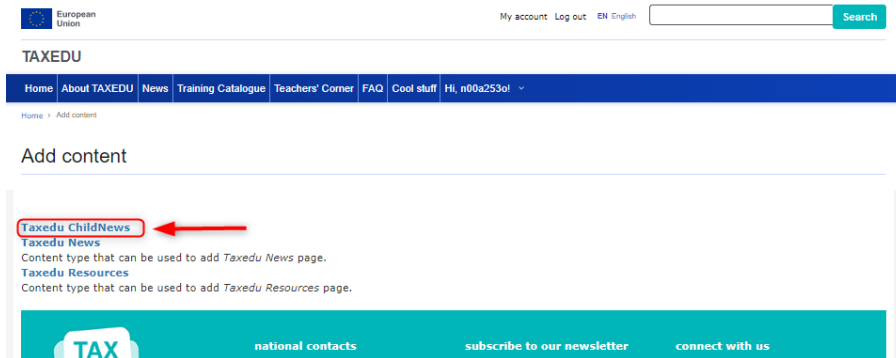 European
Union
My account Log out EN English
Search
TAXEDU
Home About TAXEDU News Training Catalogue Teachers' Corner FAQ Cool stuff Hi, n00a253o!
Home › Add content
Add content
Taxedu ChildNews
Taxedu News
Content type that can be used to add Taxedu News page.
Taxedu Resources
Content type that can be used to add Taxedu Resources page.
TAX
national contacts
subscribe to our newsletter
connect with us